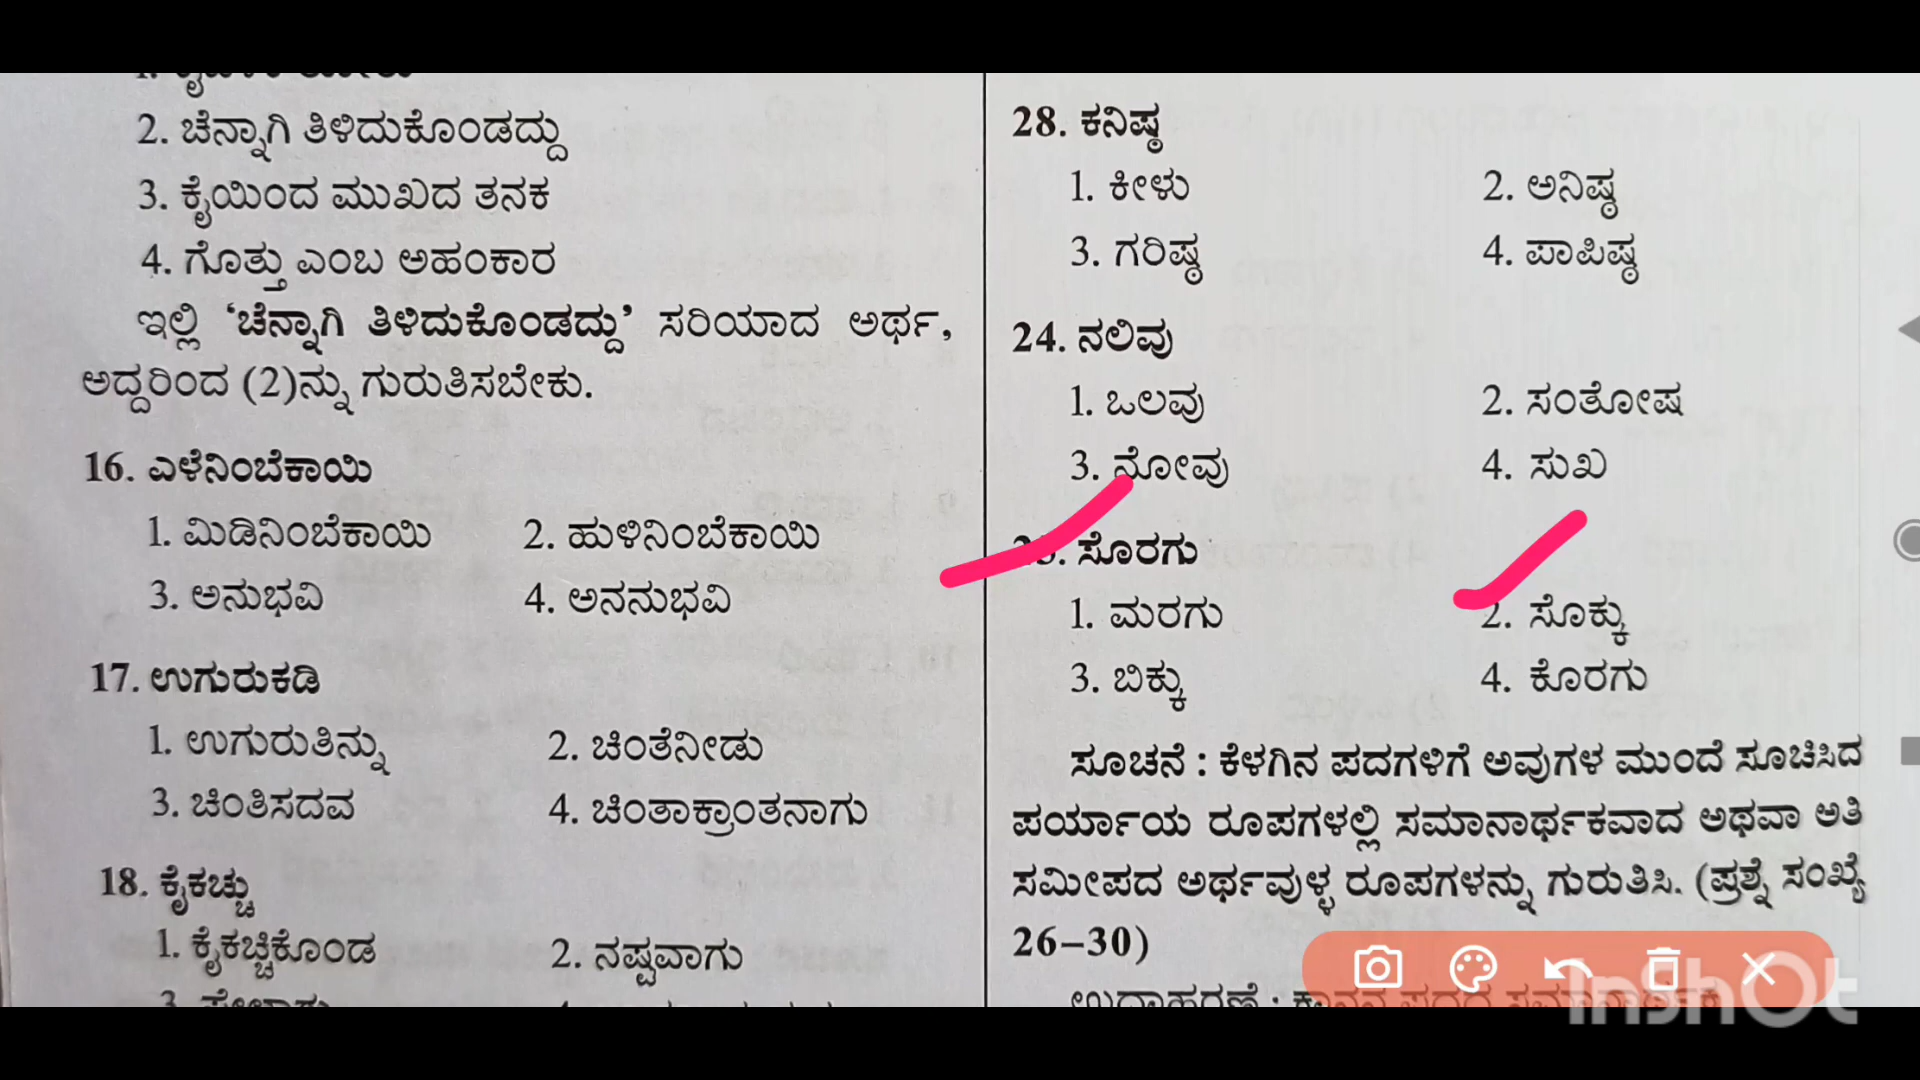 2. ಚೆನ್ನಾಗಿ ತಿಳಿದುಕೊಂಡದ್ದು
3. ಕೈಯಿಂದ ಮುಖದ ತನಕ
4. ಗೊತ್ತು ಎಂಬ ಅಹಂಕಾರ
ಇಲ್ಲಿ ‘ಚೆನ್ನಾಗಿ ತಿಳಿದುಕೊಂಡದ್ದು’ ಸರಿಯಾದ ಅರ್ಥ,
ಅದ್ದರಿಂದ (2)ನ್ನು ಗುರುತಿಸಬೇಕು.
16. ಎಳೆನಿಂಬೆಕಾಯಿ
1. ಮಿಡಿನಿಂಬೆಕಾಯಿ 2. ಹುಳಿನಿಂಬೆಕಾಯಿ
3. ಅನುಭವಿ 4. ಅನನುಭವಿ
17. ಉಗುರುಕಡಿ
1. ಉಗುರುತಿನ್ನು 2. ಚಿಂತೆನೀಡು
3. ಚಿಂತಿಸದವ 4. ಚಿಂತಾಕ್ರಾಂತನಾಗು
18. ಕೈಕಚ್ಚು
1. ಕೈಕಚ್ಚಿಕೊಂಡ 2. ನಷ್ಟವಾಗು
28. ಕನಿಷ್ಠ
1. ಕೀಳು 2. ಅನಿಷ್ಠ
3. ಗರಿಷ್ಠ 4. ಪಾಪಿಷ್ಠ
24. ನಲಿವು
1. ಒಲವು 2. ಸಂತೋಷ
3. ನೋವು 4. ಸುಖ
25. ಸೊರಗು
1. ಮರಗು 2. ಸೊಕ್ಕು
3. ಬಿಕ್ಕು 4. ಕೊರಗು
ಸೂಚನೆ : ಕೆಳಗಿನ ಪದಗಳಿಗೆ ಅವುಗಳ ಮುಂದೆ ಸೂಚಿಸಿದ
ಪರ್ಯಾಯ ರೂಪಗಳಲ್ಲಿ ಸಮಾನಾರ್ಥಕವಾದ ಅಥವಾ ಅತಿ
ಸಮೀಪದ ಅರ್ಥವುಳ್ಳ ರೂಪಗಳನ್ನು ಗುರುತಿಸಿ. (ಪ್ರಶ್ನೆ ಸಂಖ್ಯೆ
26–30)
InShOt